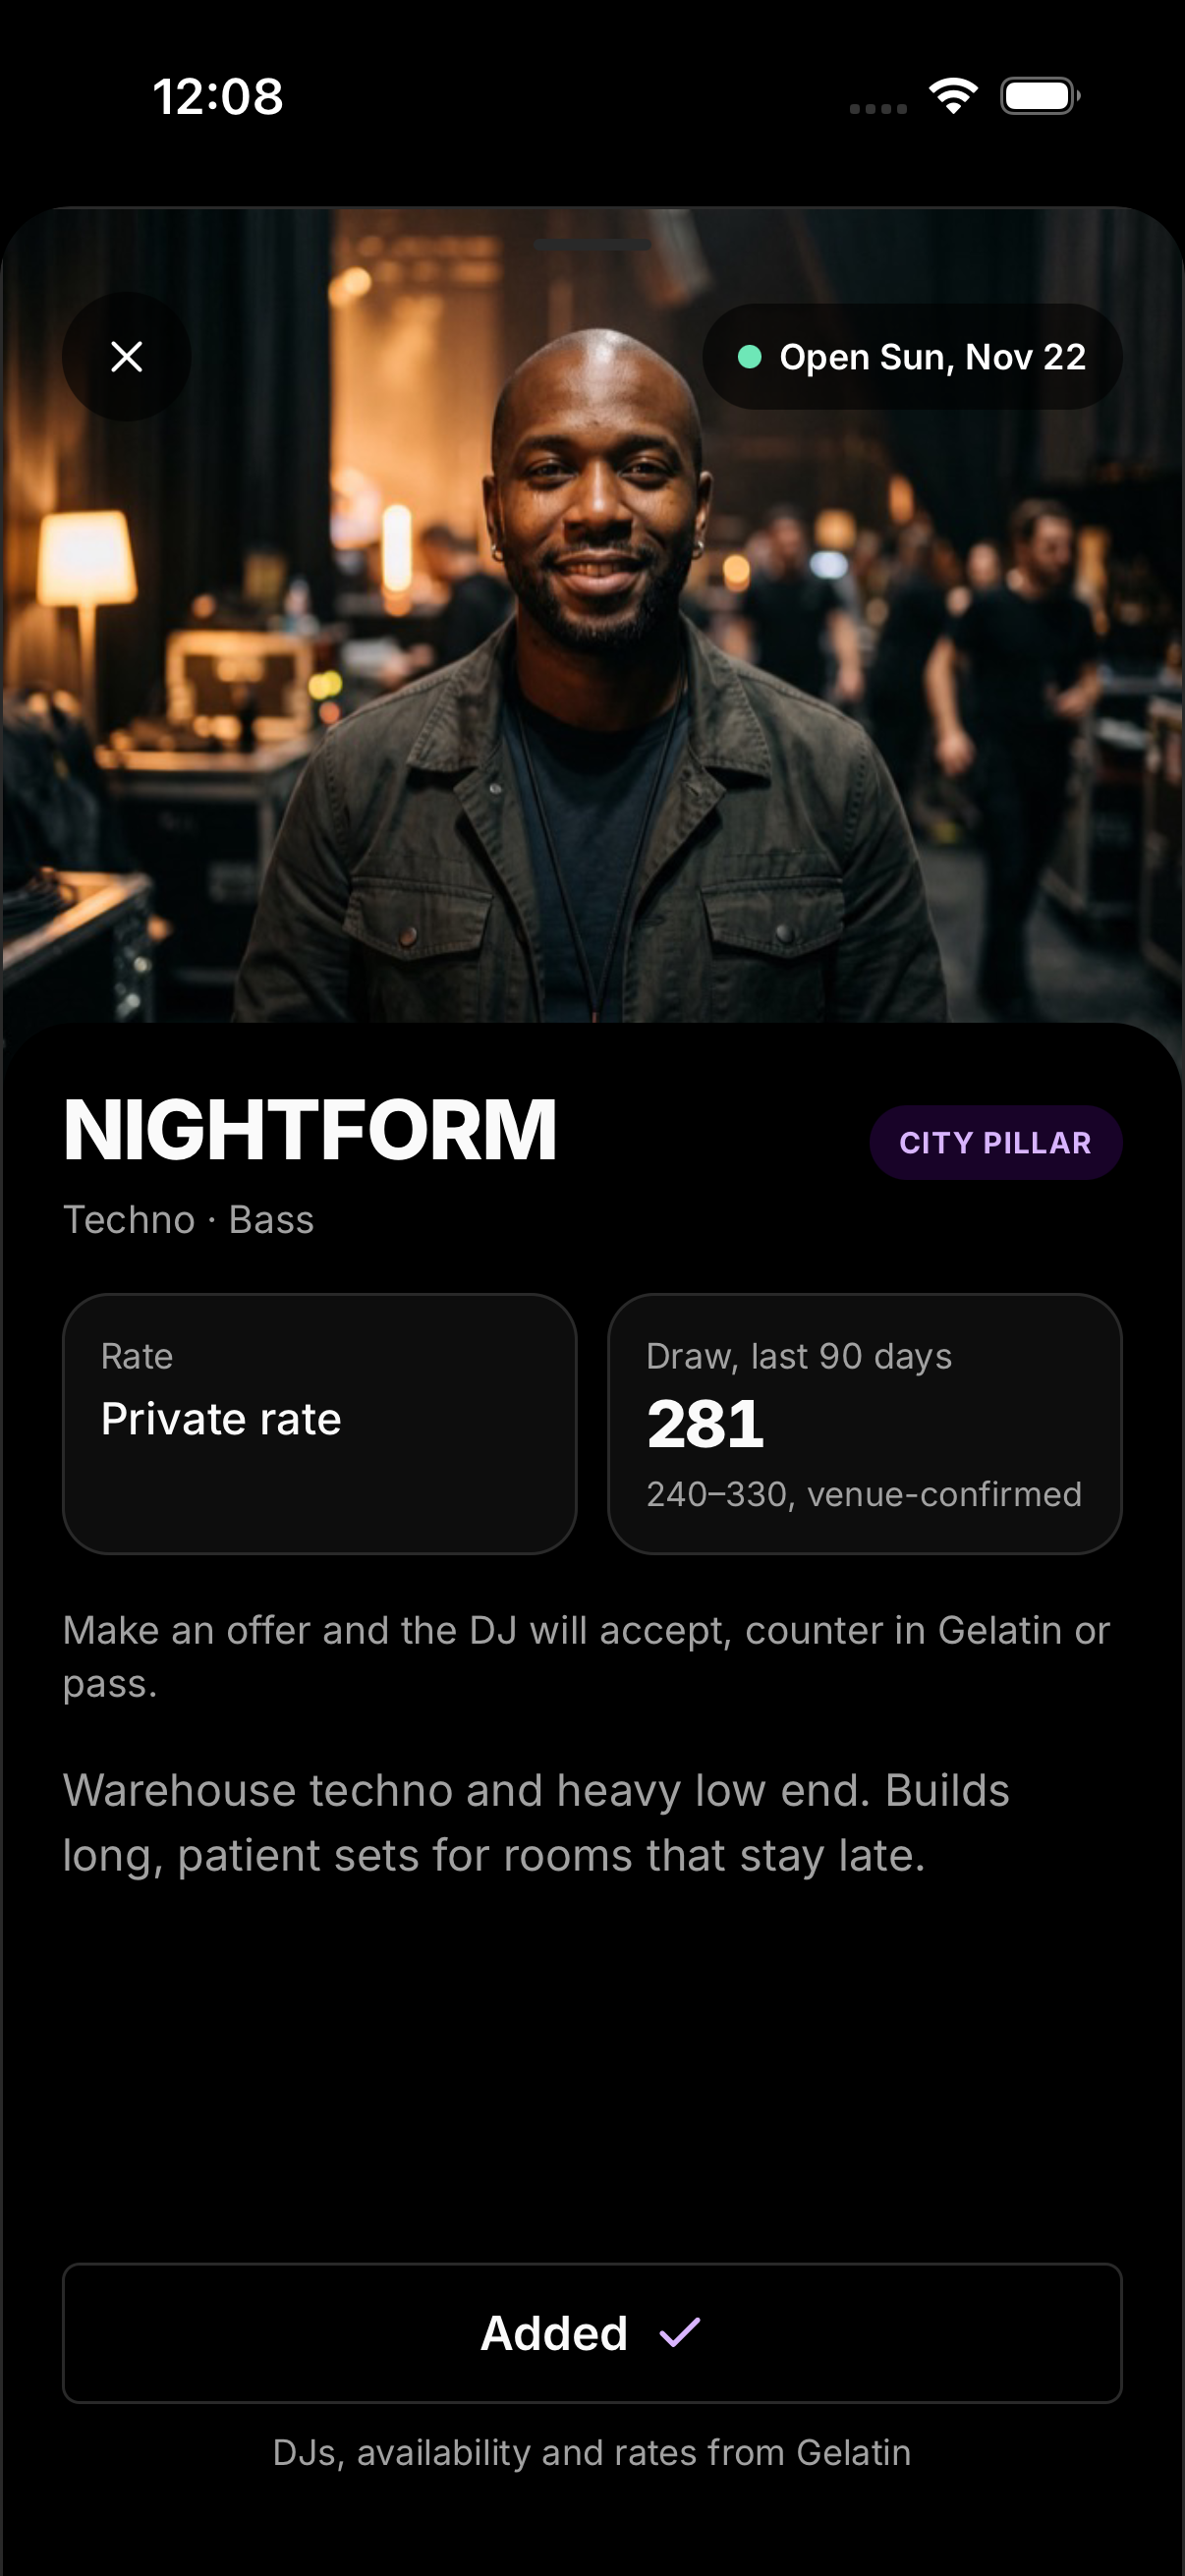 12:08
Open Sun, Nov 22
NIGHTFORM
CITY PILLAR
Techno · Bass
Rate
Private rate
Draw, last 90 days
281
240–330, venue-confirmed
Make an offer and the DJ will accept, counter in Gelatin or
pass.
Warehouse techno and heavy low end. Builds
long, patient sets for rooms that stay late.
Added
DJs, availability and rates from Gelatin